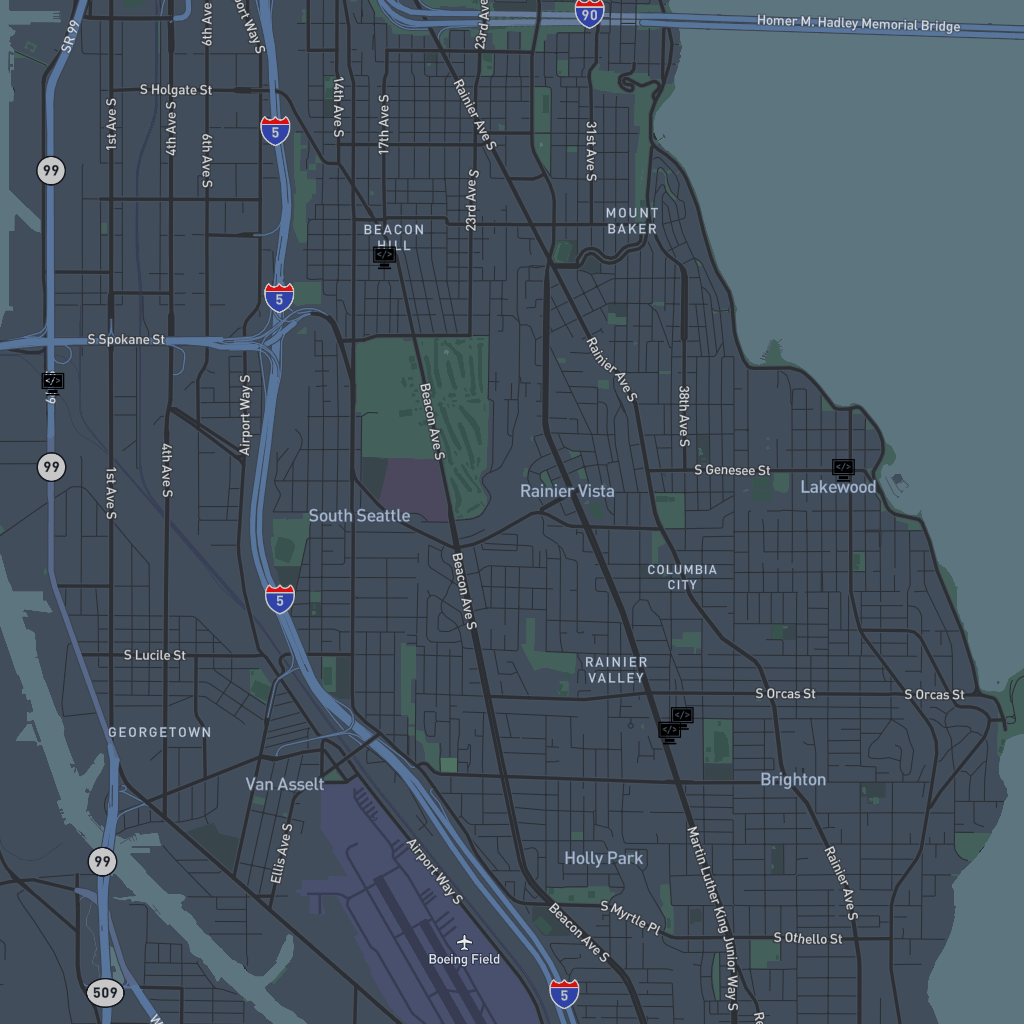 90
Homer M. Hadley Memorial Bridge
SR 99
6th Ave
port Way S
23rd Ave
S Holgate St
14th Ave S
17th Ave S
Rainier Ave S
31st Ave S
1st Ave S
4th Ave S
6th Ave S
5
99
23rd Ave S
MOUNT
BAKER
BEACON
HILL
</>
5
S Spokane St
Rainier Ave S
</>
Airport Way S
Beacon Ave S
38th Ave S
99
1st Ave S
4th Ave S
S Genesee St
</>
Lakewood
Rainier Vista
South Seattle
COLUMBIA
CITY
Beacon Ave S
5
S Lucile St
RAINIER
VALLEY
S Orcas St
S Orcas St
</>
</>
GEORGETOWN
Van Asselt
Brighton
99
Ellis Ave S
Airport Way S
Holly Park
Martin Luther King Junior Way S
Rainier Ave S
S Myrtle Pl
Beacon Ave S
S Othello St
Boeing Field
509
5
W
Re